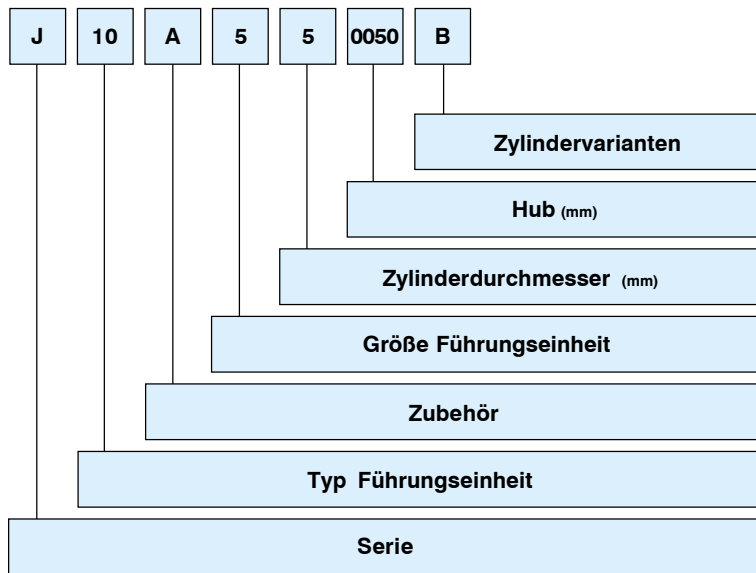 J 10 A 5 5 0050 B
Zylindervarianten
Hub (mm)
Zylinderdurchmesser (mm)
Größe Führungseinheit
Zubehör
Typ Führungseinheit
Serie